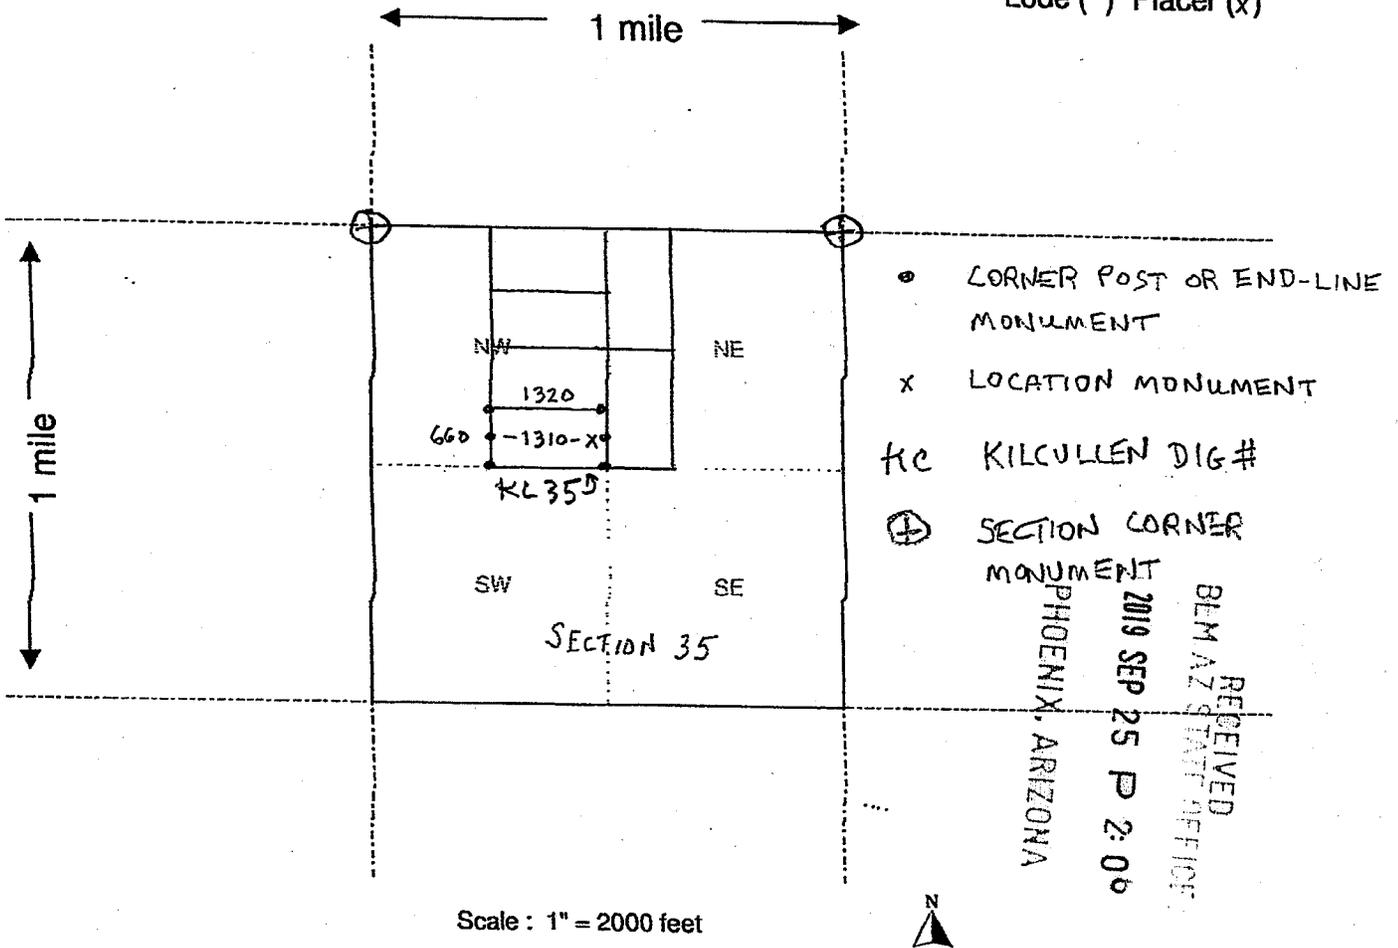 Lode ( ) Placer (x)
1 mile
1 mile
NW
NE
1320
660
-1310-X
KL 35D
SW
SE
SECTION 35
• CORNER POST OR END-LINE
MONUMENT
x LOCATION MONUMENT
KC KILCULLEN DIG#
SECTION CORNER
MONUMENT
RECEIVED
BLM AZ STATE OFFICE
2019 SEP 25 P 2:06
PHOENIX, ARIZONA
Scale : 1" = 2000 feet
N